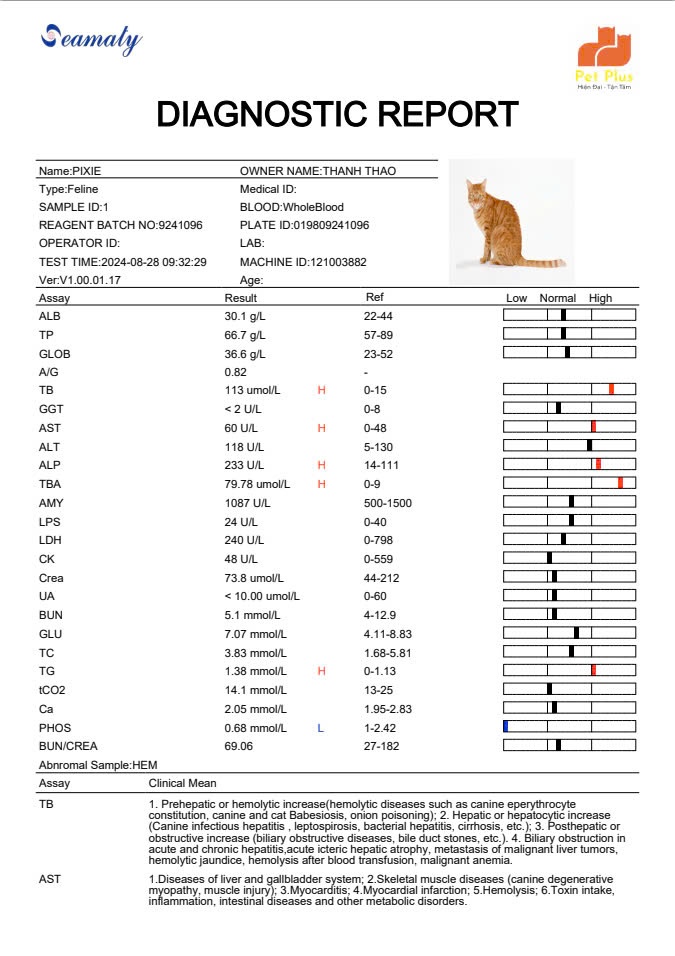 Seamaty
Pet Plus
Hiện Đại - Tận Tâm
DIAGNOSTIC REPORT
Name:PIXIE OWNER NAME:THANH THAO
Type:Feline Medical ID:
SAMPLE ID:1 BLOOD:WholeBlood
REAGENT BATCH NO:9241096 PLATE ID:019809241096
OPERATOR ID: LAB:
TEST TIME:2024-08-28 09:32:29 MACHINE ID:121003882
Ver:V1.00.01.17 Age:
Assay Result Ref Low Normal High
ALB 30.1 g/L 22-44
TP 66.7 g/L 57-89
GLOB 36.6 g/L 23-52
A/G 0.82 -
TB 113 umol/L H 0-15
GGT < 2 U/L 0-8
AST 60 U/L H 0-48
ALT 118 U/L 5-130
ALP 233 U/L H 14-111
TBA 79.78 umol/L H 0-9
AMY 1087 U/L 500-1500
LPS 24 U/L 0-40
LDH 240 U/L 0-798
CK 48 U/L 0-559
Crea 73.8 umol/L 44-212
UA < 10.00 umol/L 0-60
BUN 5.1 mmol/L 4-12.9
GLU 7.07 mmol/L 4.11-8.83
TC 3.83 mmol/L 1.68-5.81
TG 1.38 mmol/L H 0-1.13
tCO2 14.1 mmol/L 13-25
Ca 2.05 mmol/L 1.95-2.83
PHOS 0.68 mmol/L L 1-2.42
BUN/CREA 69.06 27-182
Abnromal Sample:HEM
Assay Clinical Mean
TB 1. Prehepatic or hemolytic increase(hemolytic diseases such as canine eperythrocyte
constitution, canine and cat Babesiosis, onion poisoning); 2. Hepatic or hepatocytic increase
(Canine infectious hepatitis , leptospirosis, bacterial hepatitis, cirrhosis, etc.); 3. Posthepatic or
obstructive increase (biliary obstructive diseases, bile duct stones, etc.). 4. Biliary obstruction in
acute and chronic hepatitis,acute icteric hepatic atrophy, metastasis of malignant liver tumors,
hemolytic jaundice, hemolysis after blood transfusion, malignant anemia.
AST 1.Diseases of liver and gallbladder system; 2.Skeletal muscle diseases (canine degenerative
myopathy, muscle injury); 3.Myocarditis; 4.Myocardial infarction; 5.Hemolysis; 6.Toxin intake,
inflammation, intestinal diseases and other metabolic disorders.